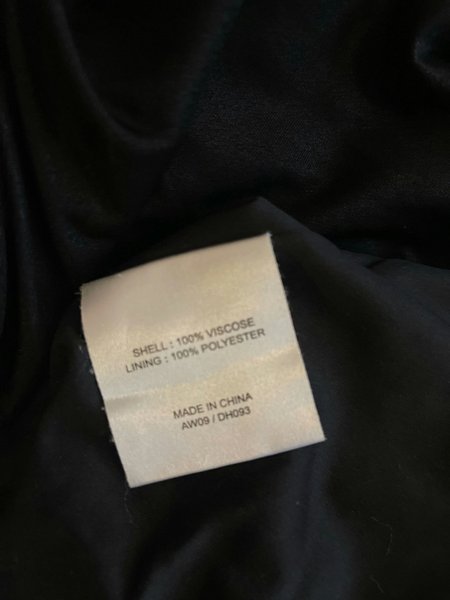 SHELL : 100% VISCOSE
LINING : 100% POLYESTER
MADE IN CHINA
AW09 / DH093